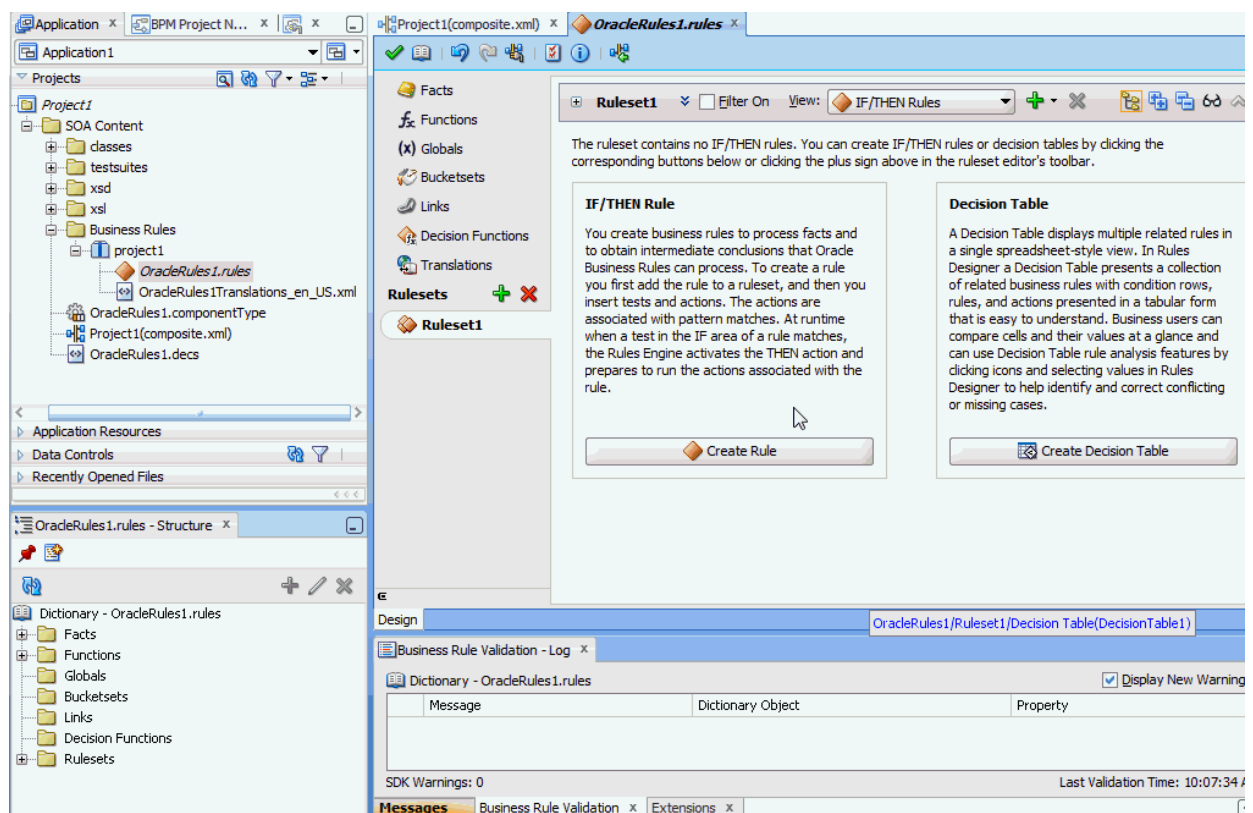 Application
BPM Project N...
Application1
Projects
Project1
SOA Content
classes
testsuites
xsd
xsl
Business Rules
project1
OracleRules1.rules
OracleRules1Translations_en_US.xml
OracleRules1.componentType
Project1(composite.xml)
OracleRules1.decs
Application Resources
Data Controls
Recently Opened Files
OracleRules1.rules - Structure
Dictionary - OracleRules1.rules
Facts
Functions
Globals
Bucketsets
Links
Decision Functions
Rulesets
Project1(composite.xml)
OracleRules1.rules
Facts
Functions
(x) Globals
Bucketsets
Links
Decision Functions
Translations
Rulesets
Ruleset1
Ruleset1 Filter On View: IF/THEN Rules
The ruleset contains no IF/THEN rules. You can create IF/THEN rules or decision tables by clicking the
corresponding buttons below or clicking the plus sign above in the ruleset editor's toolbar.
IF/THEN Rule
You create business rules to process facts and
to obtain intermediate conclusions that Oracle
Business Rules can process. To create a rule
you first add the rule to a ruleset, and then you
insert tests and actions. The actions are
associated with pattern matches. At runtime
when a test in the IF area of a rule matches,
the Rules Engine activates the THEN action and
prepares to run the actions associated with the
rule.
Create Rule
Decision Table
A Decision Table displays multiple related rules in
a single spreadsheet-style view. In Rules
Designer a Decision Table presents a collection
of related business rules with condition rows,
rules, and actions presented in a tabular form
that is easy to understand. Business users can
compare cells and their values at a glance and
can use Decision Table rule analysis features by
clicking icons and selecting values in Rules
Designer to help identify and correct conflicting
or missing cases.
Create Decision Table
Design
OracleRules1/Ruleset1/Decision Table(DecisionTable1)
Business Rule Validation - Log
Dictionary - OracleRules1.rules
Display New Warning
Message Dictionary Object Property
SDK Warnings: 0
Last Validation Time: 10:07:34 A
Messages Business Rule Validation Extensions